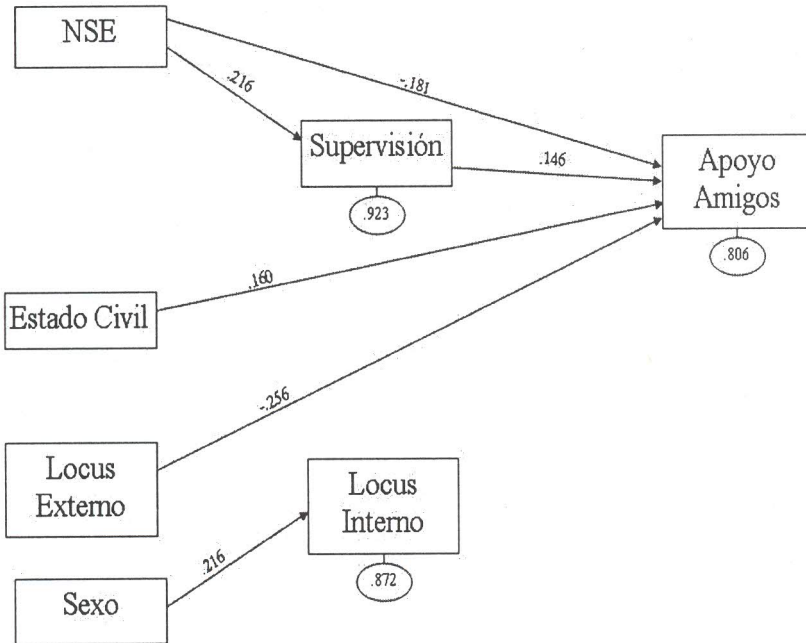 NSE
-.181
.216
Supervisión
.146
Apoyo
Amigos
.923
.806
.160
Estado Civil
-.256
Locus
Externo
Locus
Interno
.216
.872
Sexo